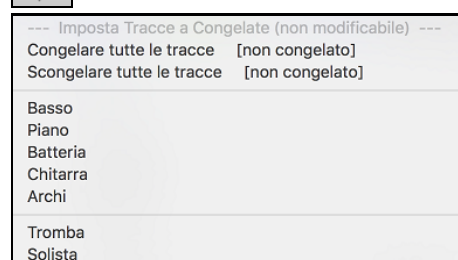 --- Imposta Tracce a Congelate (non modificabile) ---
Congelare tutte le tracce [non congelato]
Scongelare tutte le tracce [non congelato]
Basso
Piano
Batteria
Chitarra
Archi
Tromba
Solista